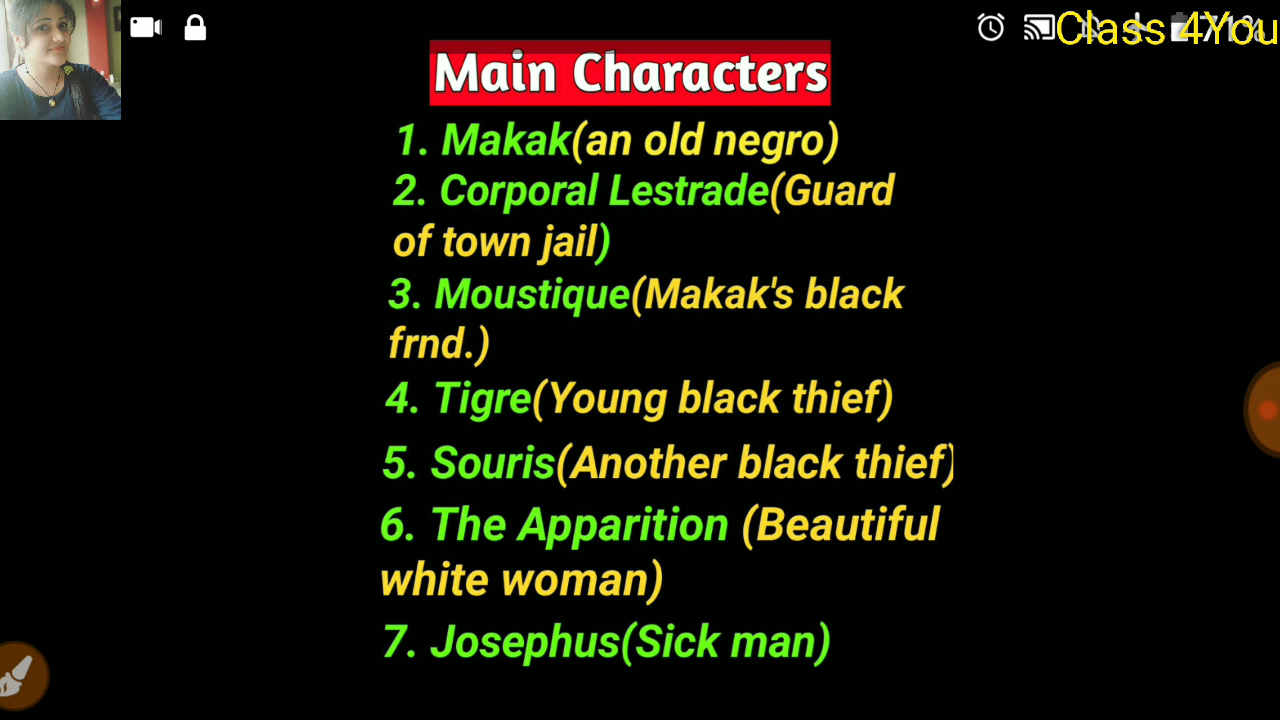 Class 4You
Main Characters
1. Makak(an old negro)
2. Corporal Lestrade(Guard
of town jail)
3. Moustique(Makak's black
frnd.)
4. Tigre(Young black thief)
5. Souris(Another black thief)
6. The Apparition (Beautiful
white woman)
7. Josephus(Sick man)